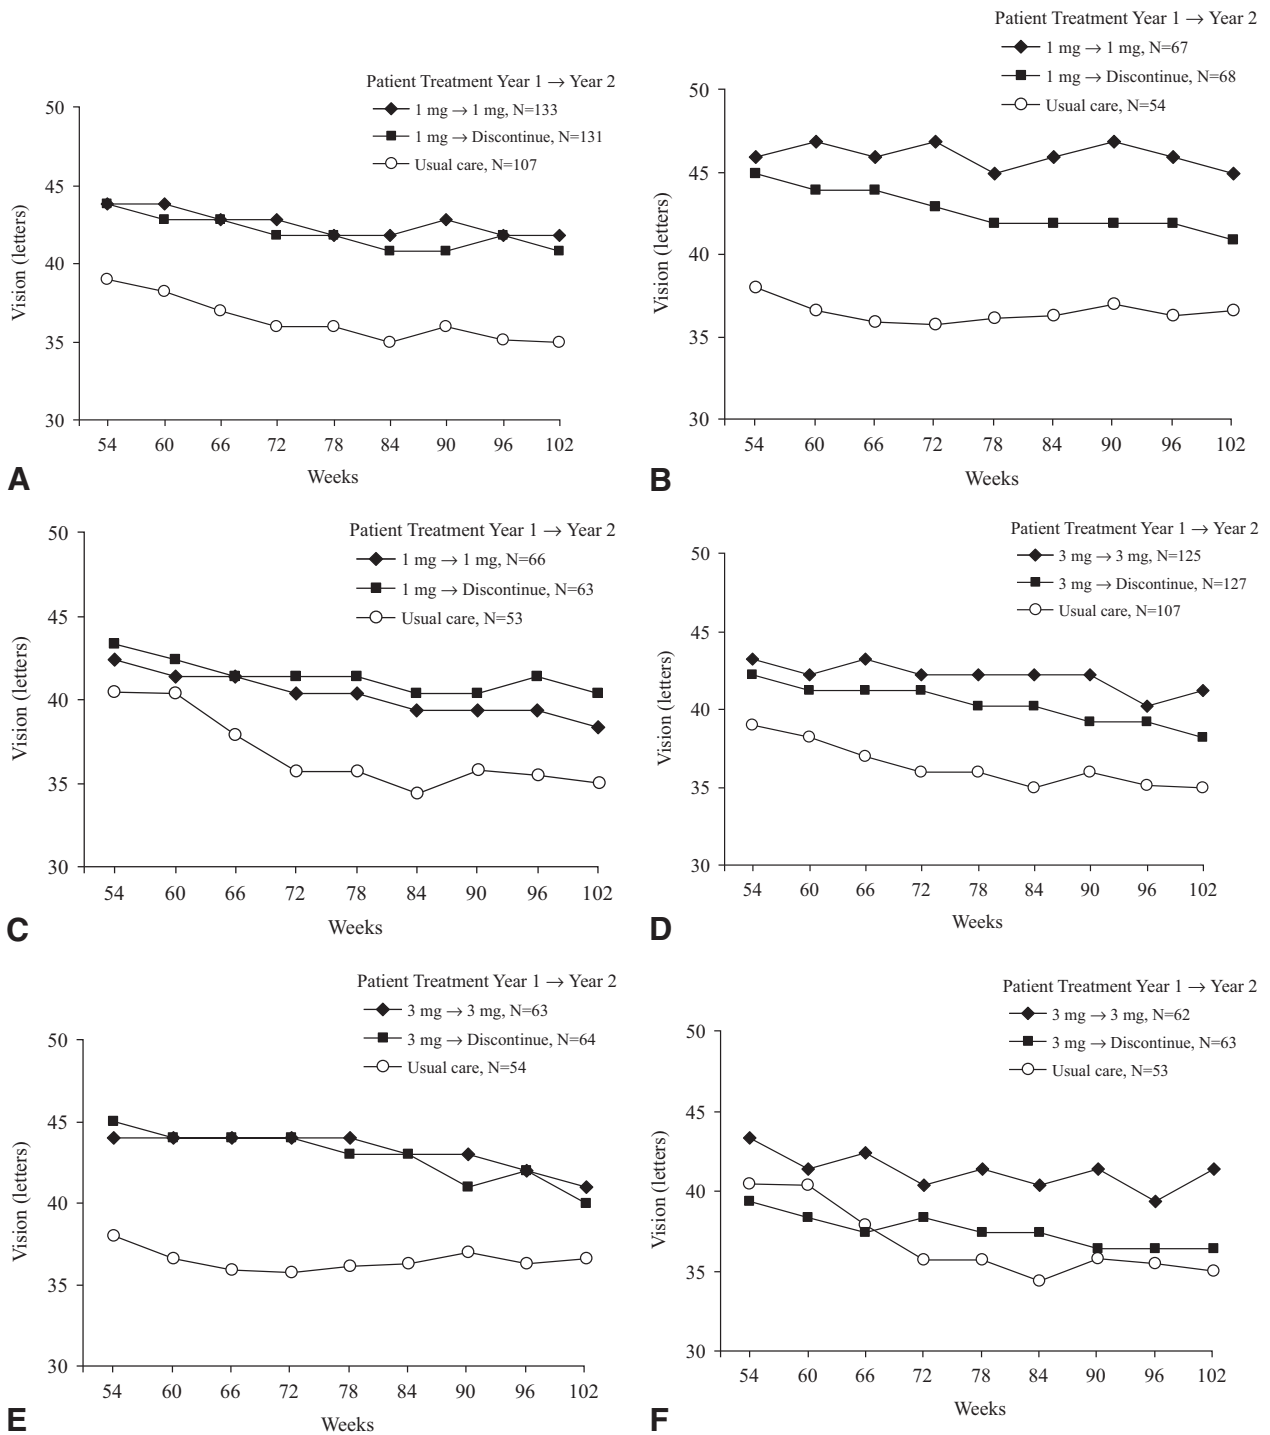 Patient Treatment Year 1 → Year 2
1 mg → 1 mg, N=133
1 mg → Discontinue, N=131
Usual care, N=107
50
45
40
35
30
Vision (letters)
54 60 66 72 78 84 90 96 102
Weeks
A
Patient Treatment Year 1 → Year 2
1 mg → 1 mg, N=67
1 mg → Discontinue, N=68
Usual care, N=54
50
45
40
35
30
Vision (letters)
54 60 66 72 78 84 90 96 102
Weeks
B
Patient Treatment Year 1 → Year 2
1 mg → 1 mg, N=66
1 mg → Discontinue, N=63
Usual care, N=53
50
45
40
35
30
Vision (letters)
54 60 66 72 78 84 90 96 102
Weeks
C
Patient Treatment Year 1 → Year 2
3 mg → 3 mg, N=125
3 mg → Discontinue, N=127
Usual care, N=107
50
45
40
35
30
Vision (letters)
54 60 66 72 78 84 90 96 102
Weeks
D
Patient Treatment Year 1 → Year 2
3 mg → 3 mg, N=63
3 mg → Discontinue, N=64
Usual care, N=54
50
45
40
35
30
Vision (letters)
54 60 66 72 78 84 90 96 102
Weeks
E
Patient Treatment Year 1 → Year 2
3 mg → 3 mg, N=62
3 mg → Discontinue, N=63
Usual care, N=53
50
45
40
35
30
Vision (letters)
54 60 66 72 78 84 90 96 102
Weeks
F